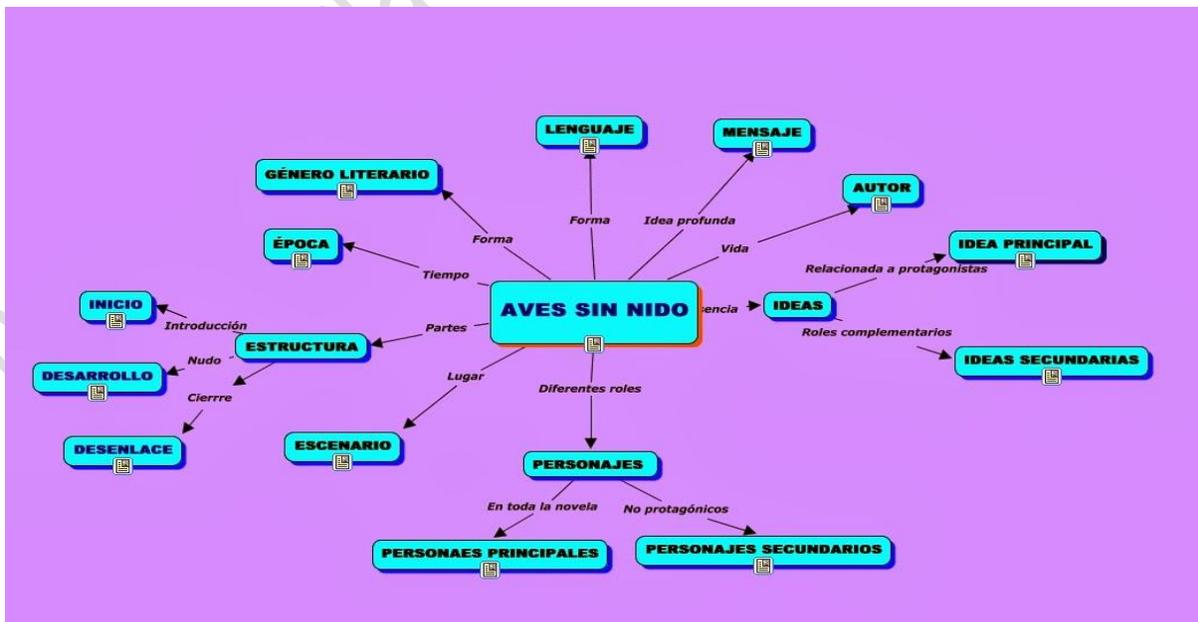 LENGUAJE
MENSAJE
GÉNERO LITERARIO
AUTOR
Forma
Idea profunda
Forma
ÉPOCA
Vida
IDEA PRINCIPAL
Tiempo
Relacionada a protagonistas
INICIO
AVES SIN NIDO
IDEAS
Introducción
Partes
Roles complementarios
ESTRUCTURA
Nudo
IDEAS SECUNDARIAS
DESARROLLO
Lugar
Diferentes roles
Cierrre
DESENLACE
ESCENARIO
PERSONAJES
En toda la novela
No protagónicos
PERSONAES PRINCIPALES
PERSONAJES SECUNDARIOS